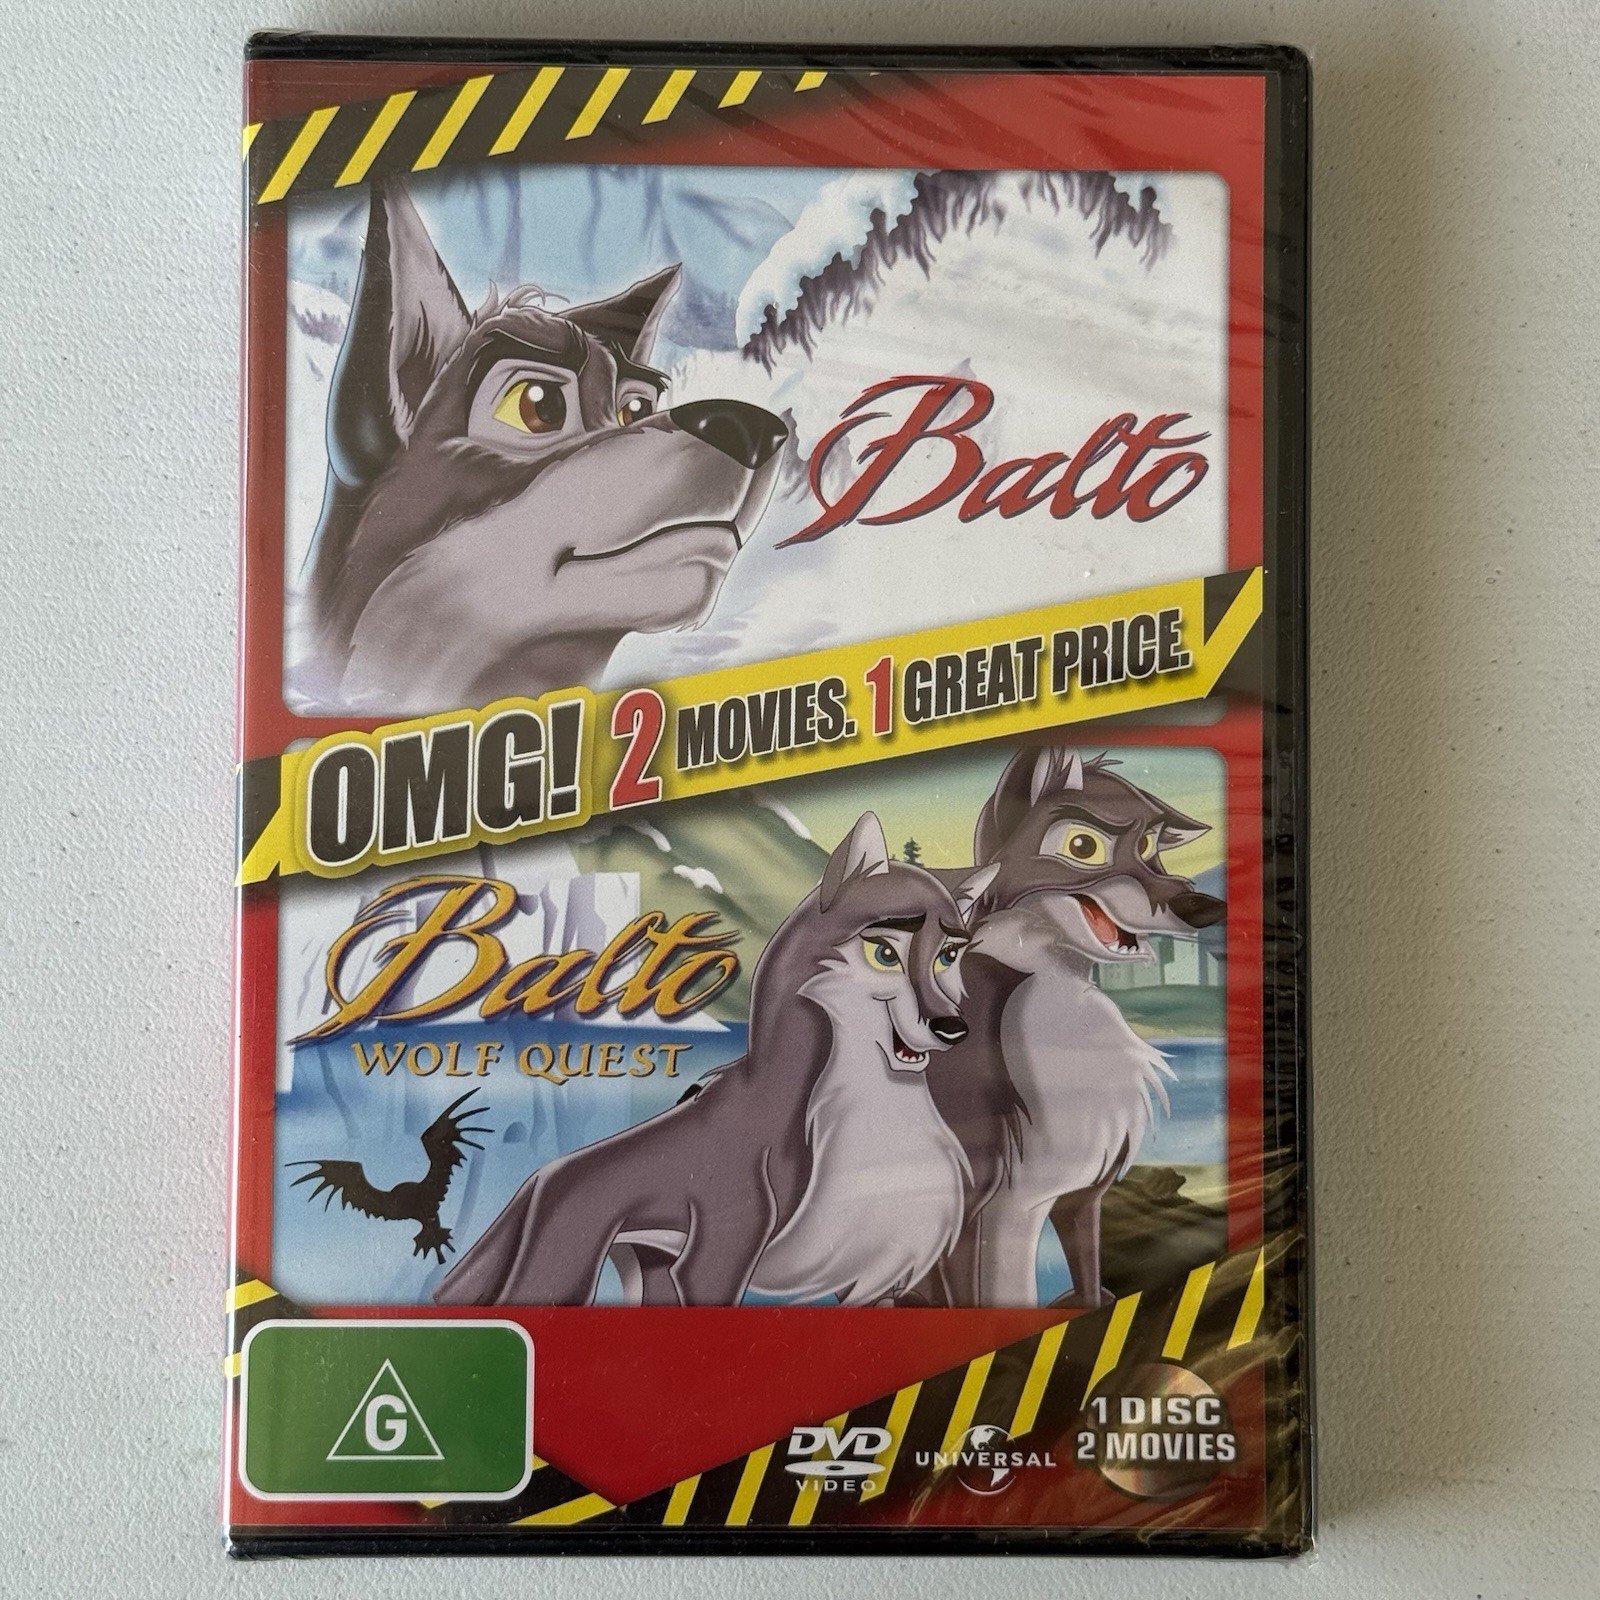 Balto
OMG! 2 MOVIES. 1 GREAT PRICE.
Balto
WOLF QUEST
G
DVD
VIDEO
UNIVERSAL
1 DISC
2 MOVIES